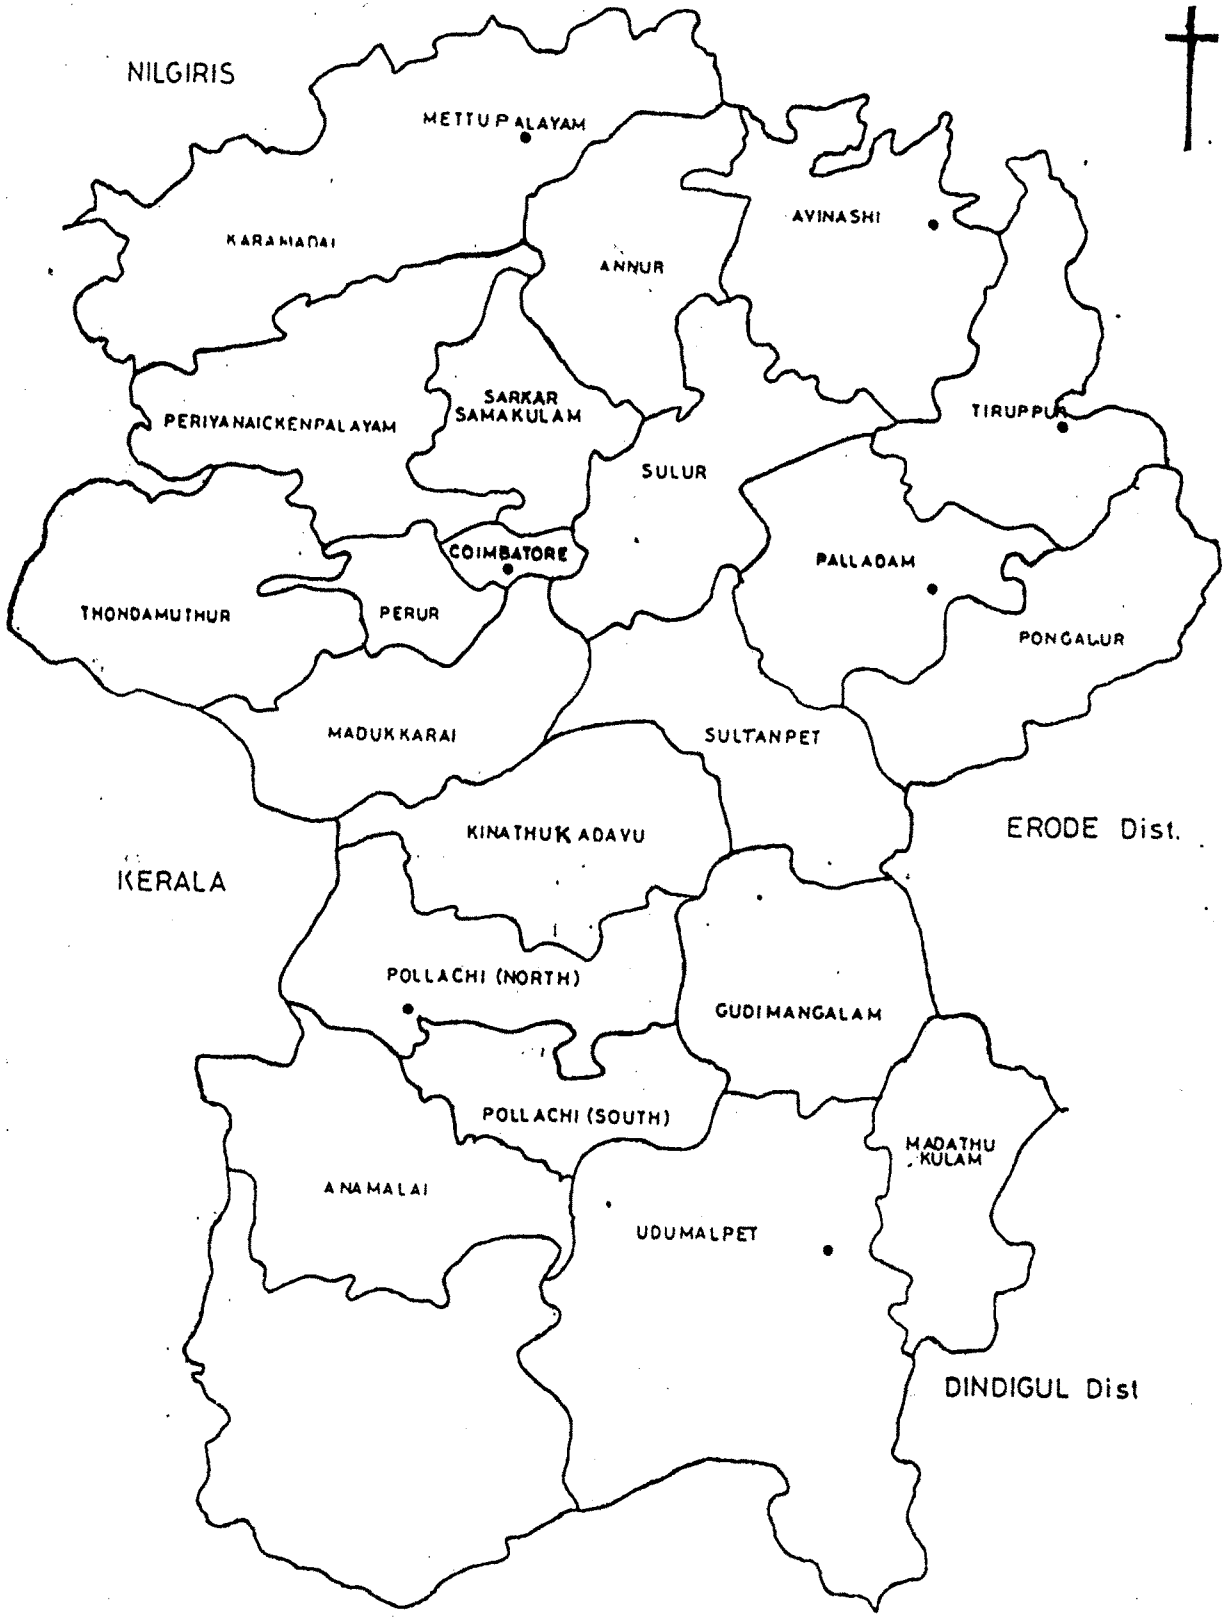 NILGIRIS
METTUPALAYAM
KARAMADAI
ANNUR
AVINASHI
PERIYANAICKENPALAYAM
SARKAR
SAMAKULAM
SULUR
TIRUPPUR
COIMBATORE
PALLADAM
THONDAMUTHUR
PERUR
PONGALUR
MADUKKARAI
SULTANPET
KINATHUKADAVU
ERODE Dist.
KERALA
POLLACHI (NORTH)
GUDIMANGALAM
POLLACHI (SOUTH)
MADATHU
KULAM
ANAMALAI
UDUMALPET
DINDIGUL Dist